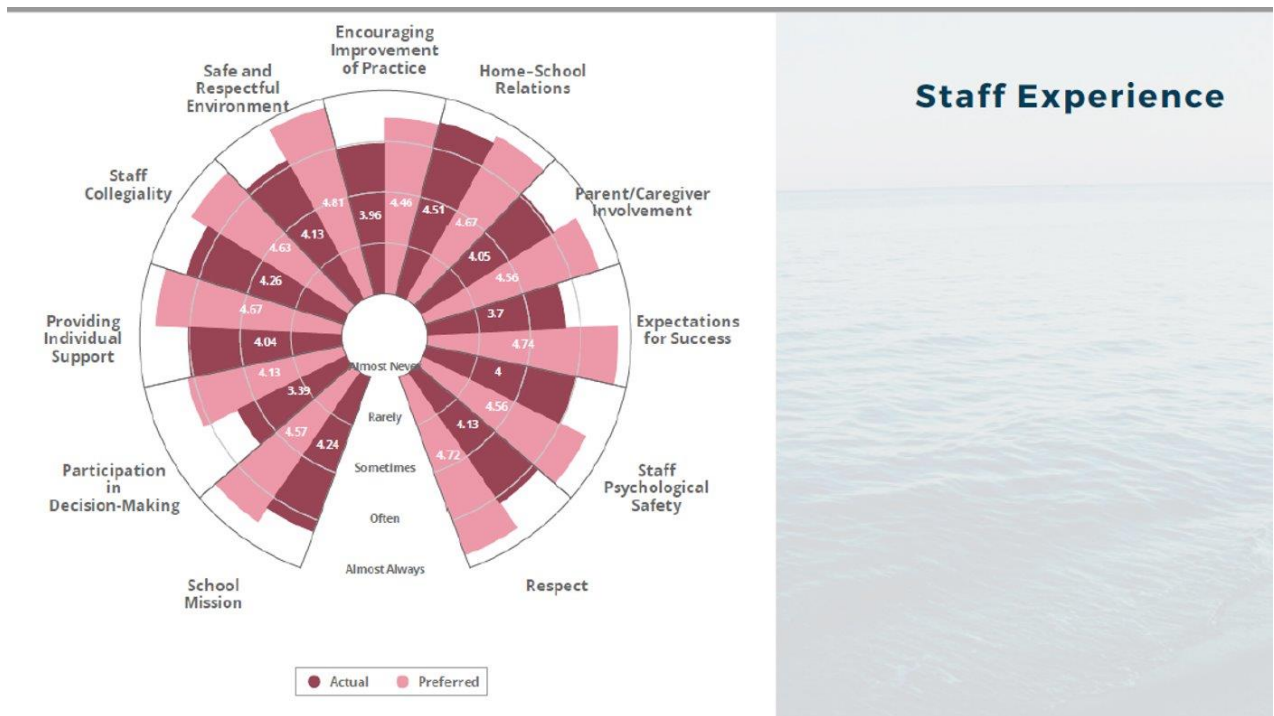 Staff Experience
Encouraging
Improvement
of Practice
Safe and
Respectful
Environment
Home–School
Relations
Staff
Collegiality
Parent/Caregiver
Involvement
Providing
Individual
Support
Expectations
for Success
Participation
in
Decision-Making
Staff
Psychological
Safety
School
Mission
Respect
4.24
4.57
3.39
4.13
4.04
4.67
4.26
4.63
4.13
4.81
3.96
4.46
4.51
4.67
4.05
4.56
3.7
4.74
4
4.56
4.13
4.72
Almost Never
Rarely
Sometimes
Often
Almost Always
Actual Preferred